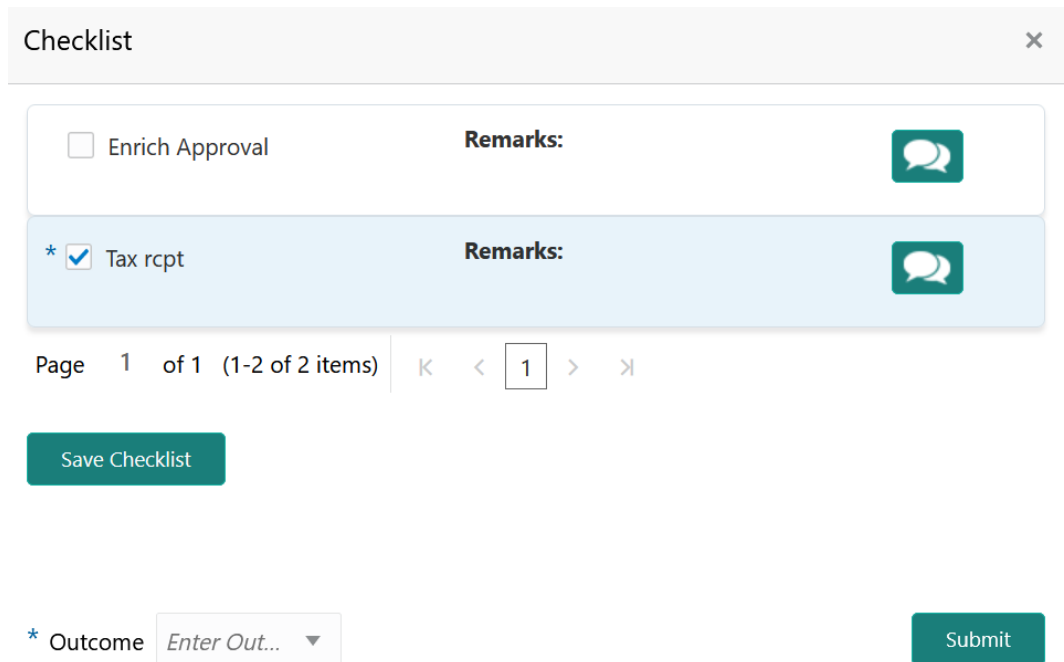 Checklist
Enrich Approval Remarks:
* Tax rcpt Remarks:
Page 1 of 1 (1-2 of 2 items) 1
Save Checklist
* Outcome Enter Out... Submit